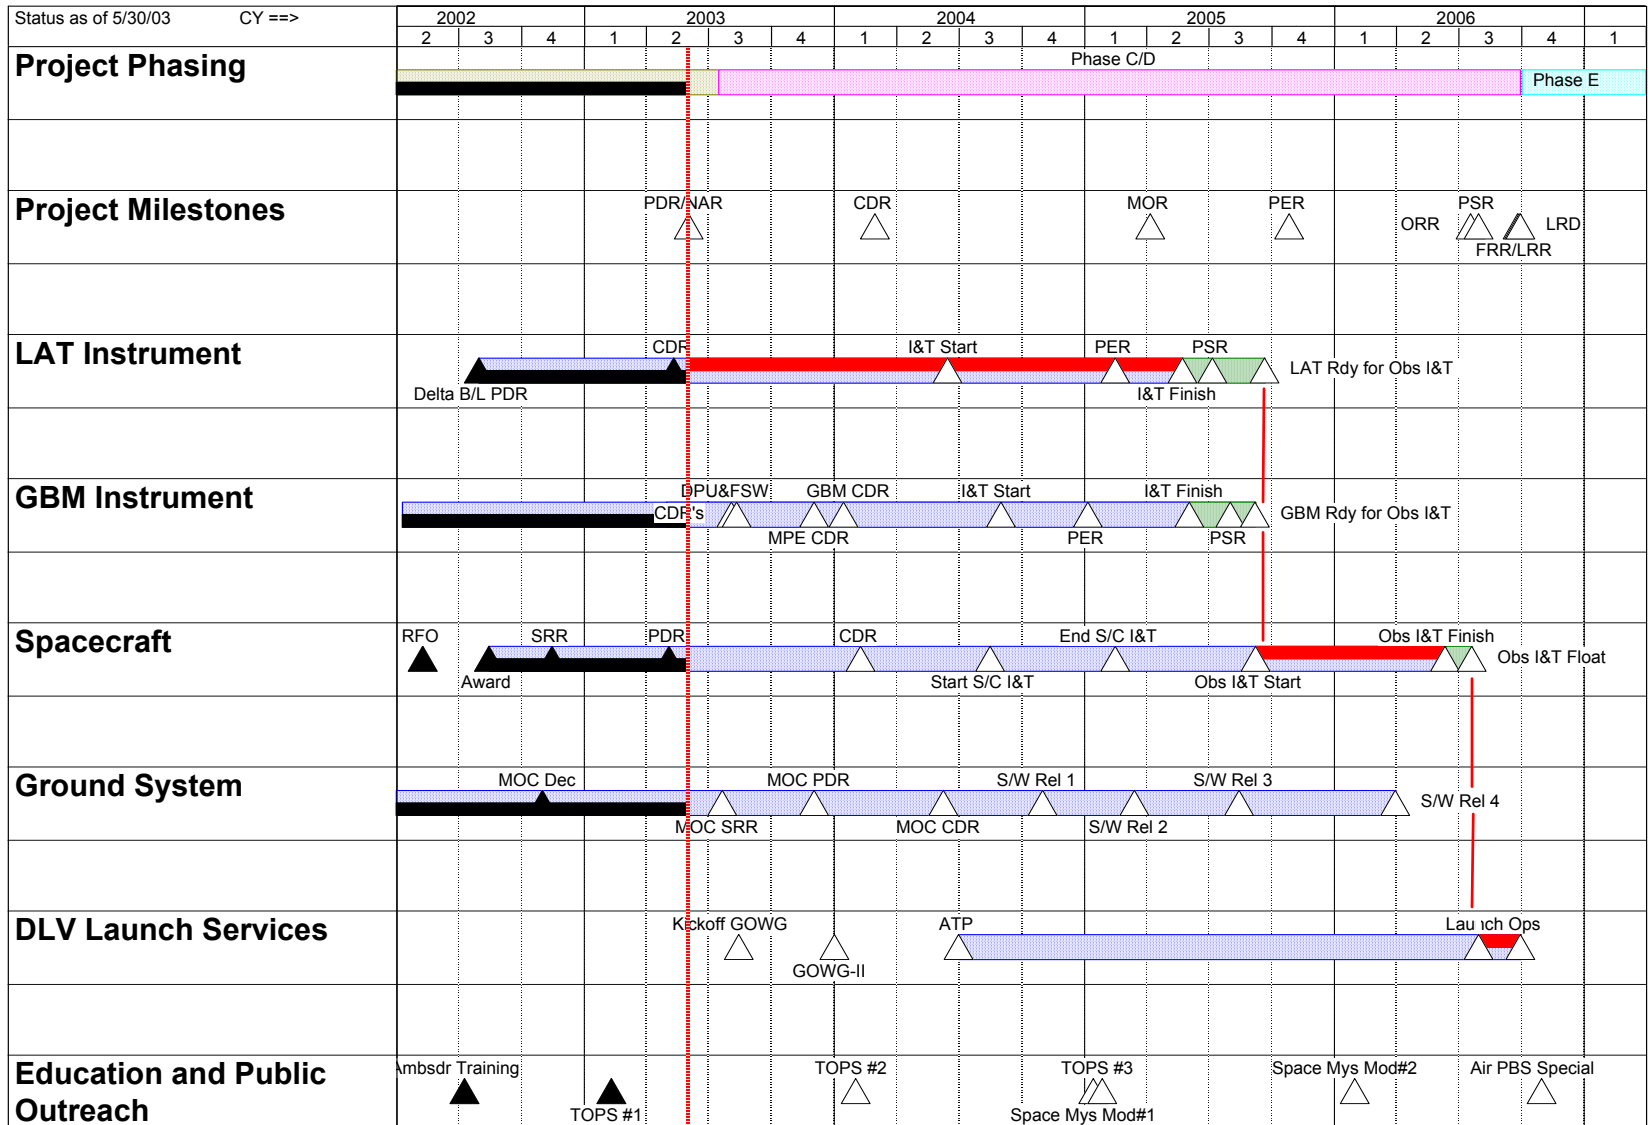 Status as of 5/30/03 CY ==> 2002 2003 2004 2005 2006
2 3 4 1 2 3 4 1 2 3 4 1 2 3 4 1 2 3 4 1
Project Phasing
Phase C/D
Phase E
Project Milestones
PDR/NAR CDR MOR PER PSR
ORR LRD
FRR/LRR
LAT Instrument
CDR I&T Start PER PSR
LAT Rdy for Obs I&T
Delta B/L PDR I&T Finish
GBM Instrument
DPU&FSW GBM CDR I&T Start I&T Finish
CDR's GBM Rdy for Obs I&T
MPE CDR PER PSR
Spacecraft
RFO SRR PDR CDR End S/C I&T Obs I&T Finish
Obs I&T Float
Award Start S/C I&T Obs I&T Start
Ground System
MOC Dec MOC PDR S/W Rel 1 S/W Rel 3
S/W Rel 4
MOC SRR MOC CDR S/W Rel 2
DLV Launch Services
Kickoff GOWG ATP Launch Ops
GOWG-II
Education and Public
Outreach
Ambsdr Training TOPS #2 TOPS #3 Space Mys Mod#2 Air PBS Special
TOPS #1 Space Mys Mod#1